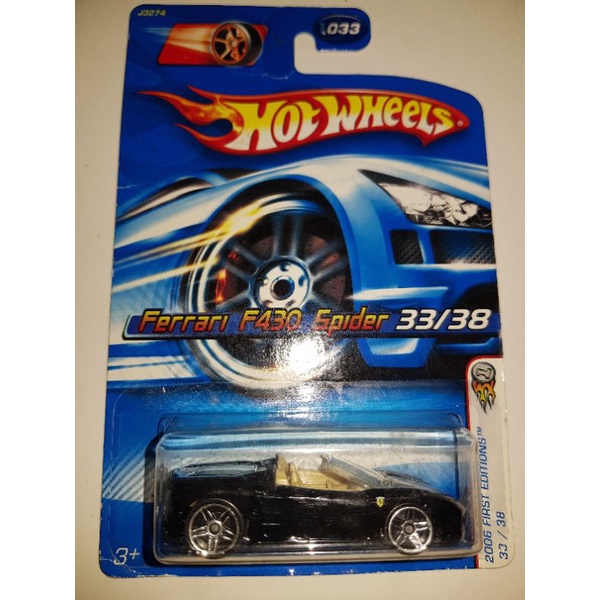 J3274
033
HOT WHEELS
Ferrari F430 Spider 33/38
2006 FIRST EDITIONS™
33 / 38
3+